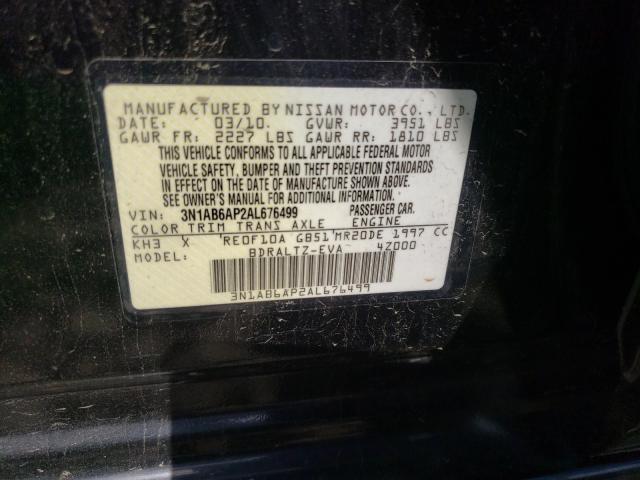 MANUFACTURED BY NISSAN MOTOR CO., LTD.
DATE: 03/10. GVWR: 3951 LBS
GAWR FR: 2227 LBS GAWR RR: 1810 LBS
THIS VEHICLE CONFORMS TO ALL APPLICABLE FEDERAL MOTOR
VEHICLE SAFETY, BUMPER AND THEFT PREVENTION STANDARDS
IN EFFECT ON THE DATE OF MANUFACTURE SHOWN ABOVE.
SEE OWNER'S MANUAL FOR ADDITIONAL INFORMATION.
VIN: 3N1AB6AP2AL676499 PASSENGER CAR.
COLOR TRIM TRANS AXLE ENGINE
KH3 X RE0F10A GB51 MR20DE 1997 CC
MODEL: BDRALTZ-EVA 4Z000
3N1AB6AP2AL676499